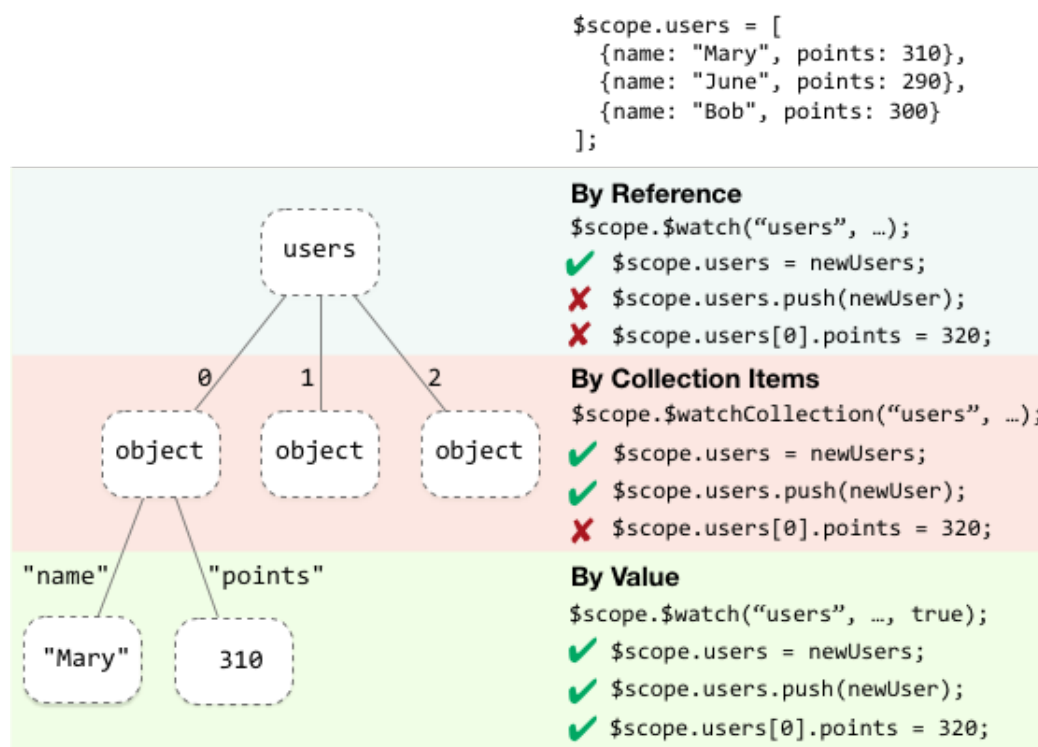 $scope.users = [
{name: "Mary", points: 310},
{name: "June", points: 290},
{name: "Bob", points: 300}
];
By Reference
$scope.$watch(“users”, …);
users
✔ $scope.users = newUsers;
✘ $scope.users.push(newUser);
✘ $scope.users[0].points = 320;
0 1 2
By Collection Items
$scope.$watchCollection(“users”, …);
object object object
✔ $scope.users = newUsers;
✔ $scope.users.push(newUser);
✘ $scope.users[0].points = 320;
"name" "points"
By Value
$scope.$watch(“users”, …, true);
"Mary" 310
✔ $scope.users = newUsers;
✔ $scope.users.push(newUser);
✔ $scope.users[0].points = 320;